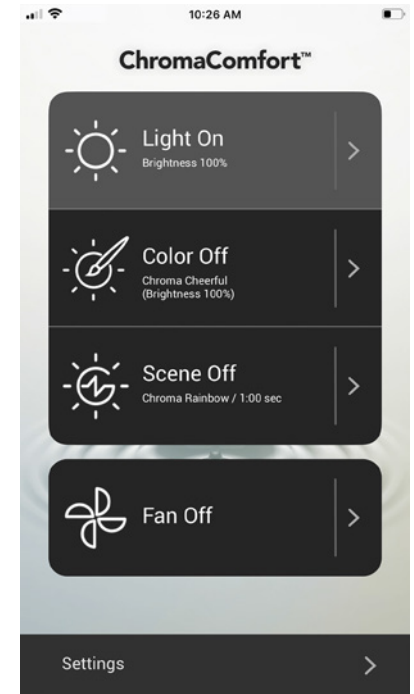 10:26 AM
ChromaComfort™
Light On
Brightness 100%
Color Off
Chroma Cheerful
(Brightness 100%)
Scene Off
Chroma Rainbow / 1:00 sec
Fan Off
Settings